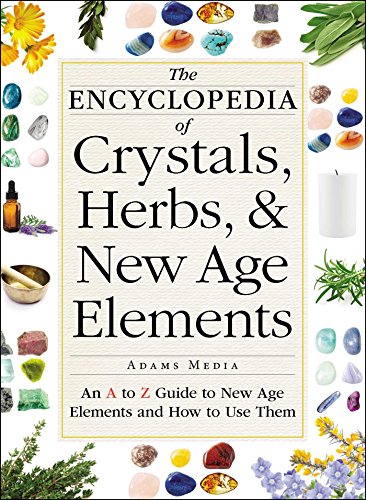 The
ENCYCLOPEDIA
of
Crystals,
Herbs, &
New Age
Elements
ADAMS MEDIA
An A to Z Guide to New Age
Elements and How to Use Them